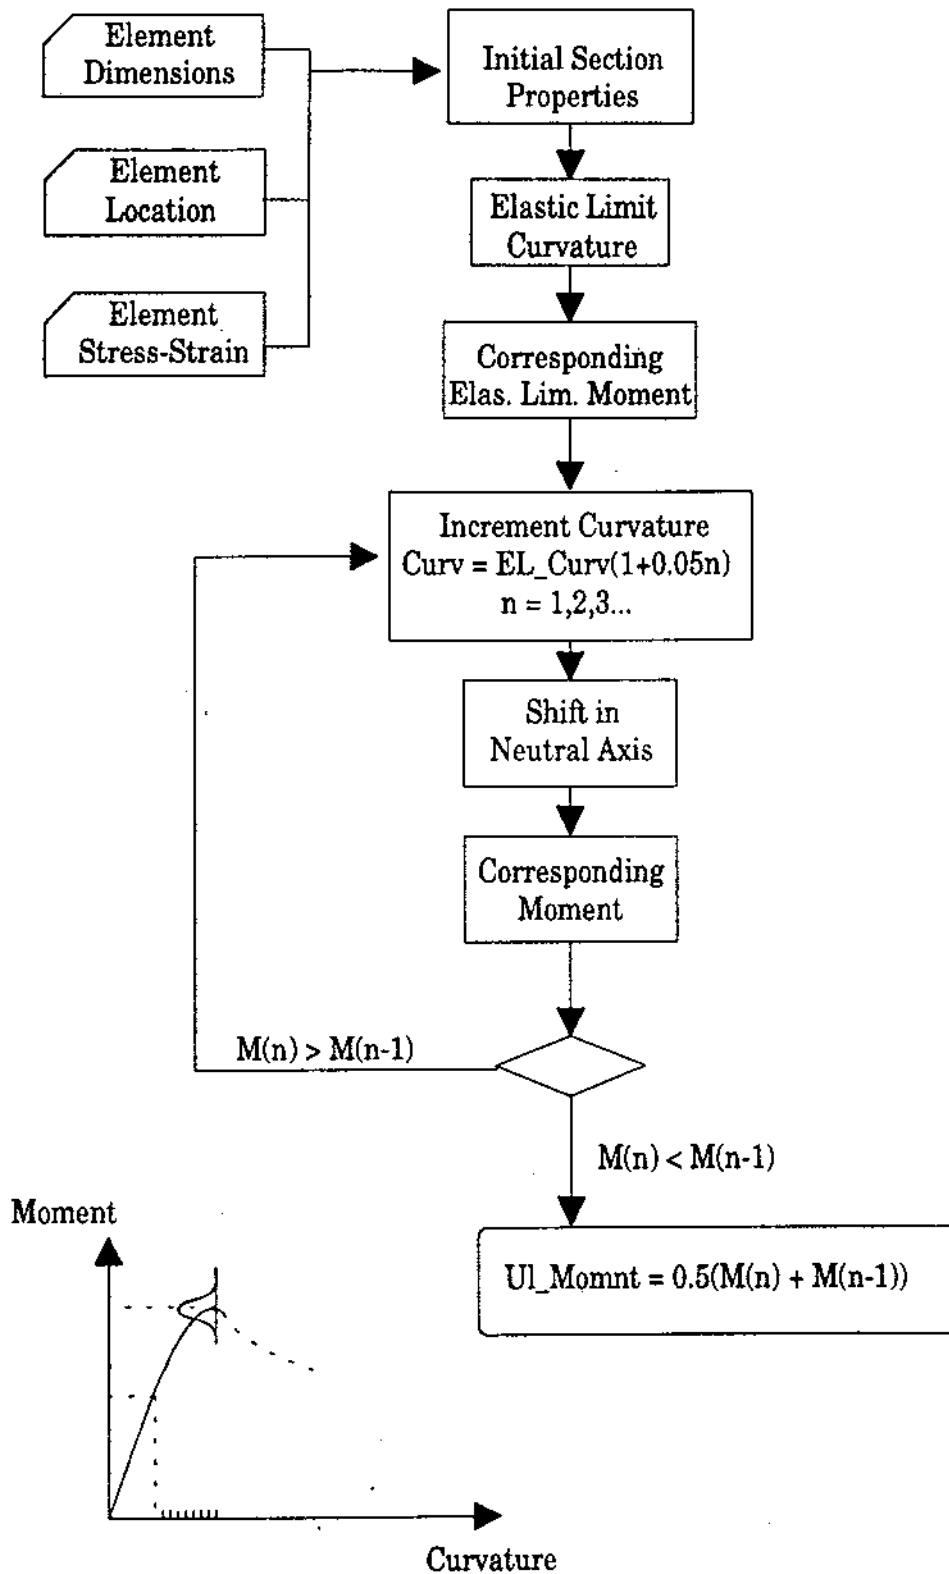 Element
Dimensions
Element
Location
Element
Stress-Strain
Initial Section
Properties
Elastic Limit
Curvature
Corresponding
Elas. Lim. Moment
Increment Curvature
Curv = EL_Curv(1+0.05n)
n = 1,2,3...
Shift in
Neutral Axis
Corresponding
Moment
M(n) > M(n-1)
M(n) < M(n-1)
Ul_Momnt = 0.5(M(n) + M(n-1))
Moment
Curvature